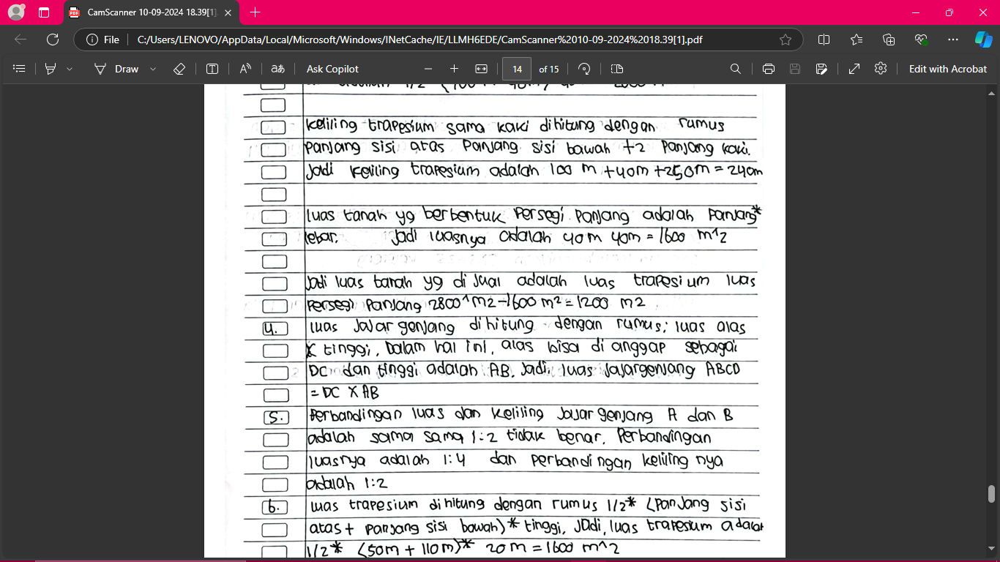 CamScanner 10-09-2024 18.39[1]
File
C:/Users/LENOVO/AppData/Local/Microsoft/Windows/INetCache/IE/LLMH6EDE/CamScanner%2010-09-2024%2018.39[1].pdf
Draw
Ask Copilot
14 of 15
Edit with Acrobat
keliling trapesium sama kaki dihitung dengan rumus
Panjang sisi atas Panjang sisi bawah +2 Panjang kaki.
Jadi keliling trapesium adalah 100 m +40m +250m = 240m
luas tanah yg berbentuk Persegi Panjang adalah Panjang*
lebar. Jadi luasnya adalah 40m 40m = 1600 m^2
Jadi luas tanah yg di Jual adalah luas trapesium luas
Persegi Panjang 2800^m2-1600 m² = 1200 m2
4. luas Jajar genjang dihitung dengan rumus: luas alas
x tinggi, Dalam hal ini, alas bisa di anggap sebagai
DC dan tinggi adalah AB. Jadi, luas Jajargenjang ABCD
= DC X AB
5. Perbandingan luas dan keliling Jajar genjang A dan B
adalah sama sama 1:2 tidak benar. Perbandingan
luasnya adalah 1:4 dan perbandingan keliling nya
adalah 1:2
6. luas trapesium dihitung dengan rumus 1/2* (Panjang sisi
atas + panjang sisi bawah)* tinggi, Jadi, luas trapesium adalah
1/2* (50m + 110m)* 20m = 1600 m^2